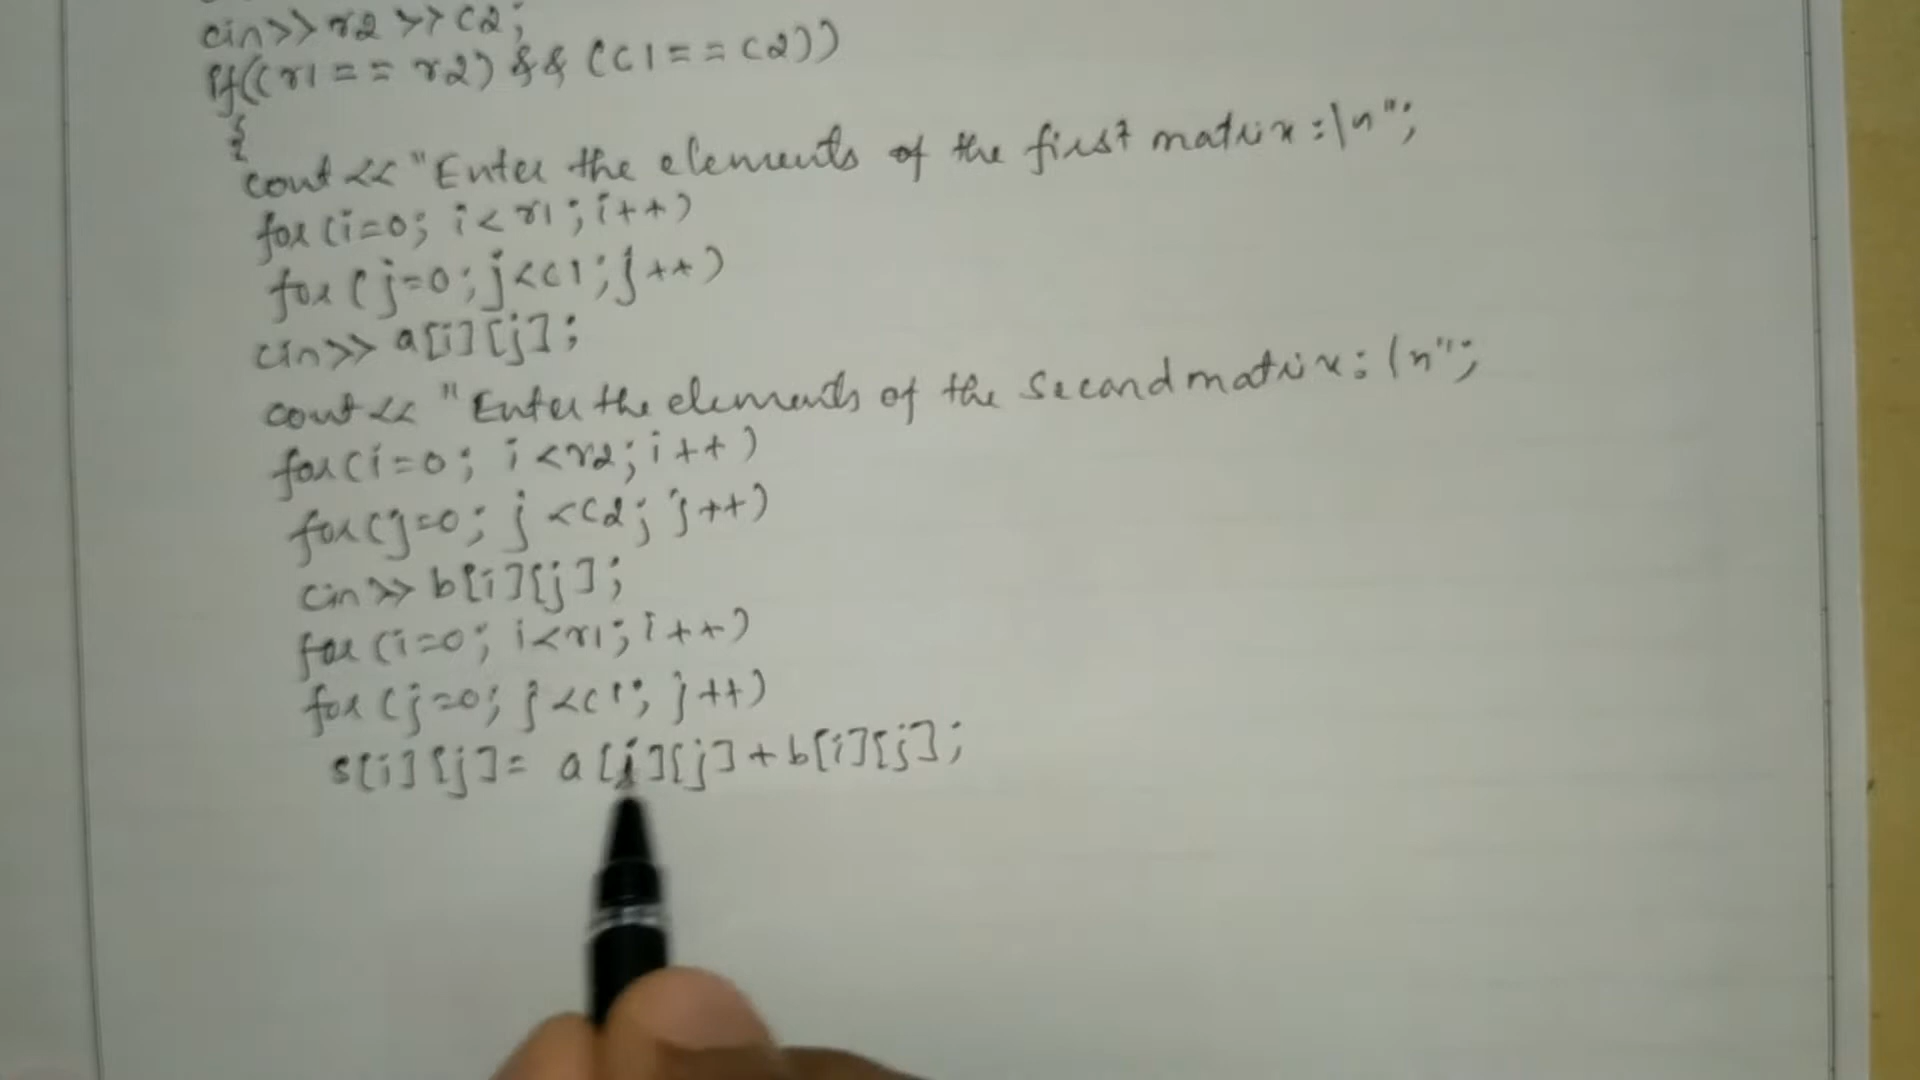 cin>>r2>>c2;
if((r1==r2)&&(c1==c2))
{
cout<<"Enter the elements of the first matrix:\n";
for(i=0;i<r1;i++)
for(j=0;j<c1;j++)
cin>>a[i][j];
cout<<"Enter the elements of the Second matrix:\n";
for(i=0;i<r2;i++)
for(j=0;j<c2;j++)
cin>>b[i][j];
for(i=0;i<r1;i++)
for(j=0;j<c1;j++)
s[i][j]=a[i][j]+b[i][j];